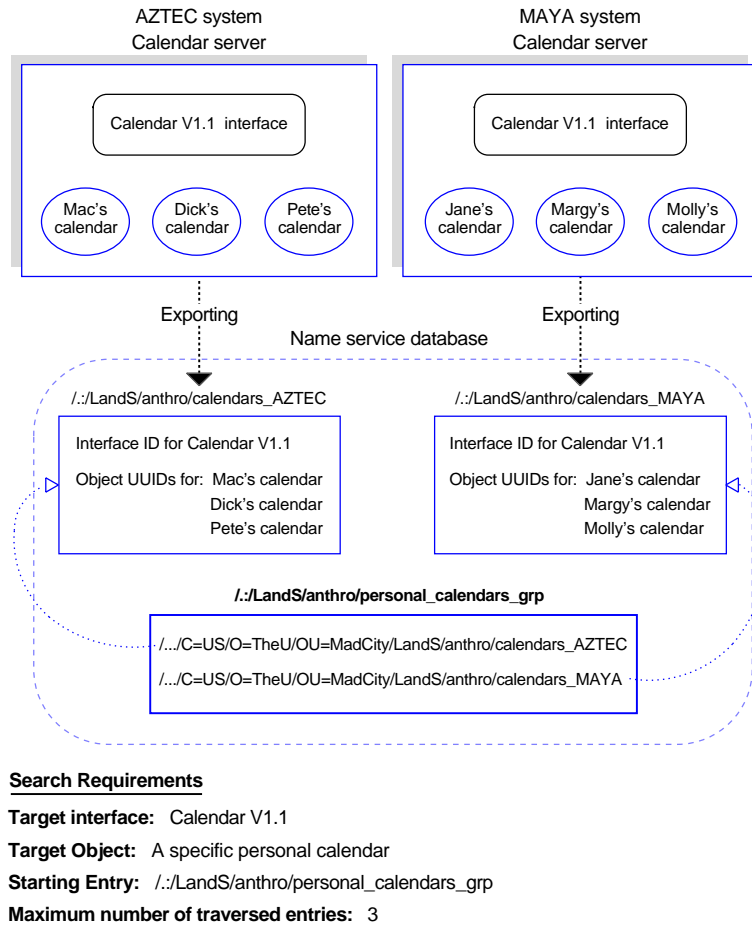 AZTEC system
Calendar server
MAYA system
Calendar server
Calendar V1.1 interface
Calendar V1.1 interface
Mac's
calendar
Dick's
calendar
Pete's
calendar
Jane's
calendar
Margy's
calendar
Molly's
calendar
Exporting
Exporting
Name service database
/.:/LandS/anthro/calendars_AZTEC
/.:/LandS/anthro/calendars_MAYA
Interface ID for Calendar V1.1
Object UUIDs for: Mac's calendar
Dick's calendar
Pete's calendar
Interface ID for Calendar V1.1
Object UUIDs for: Jane's calendar
Margy's calendar
Molly's calendar
/.:/LandS/anthro/personal_calendars_grp
/.../C=US/O=TheU/OU=MadCity/LandS/anthro/calendars_AZTEC
/.../C=US/O=TheU/OU=MadCity/LandS/anthro/calendars_MAYA
Search Requirements
Target interface: Calendar V1.1
Target Object: A specific personal calendar
Starting Entry: /.:/LandS/anthro/personal_calendars_grp
Maximum number of traversed entries: 3